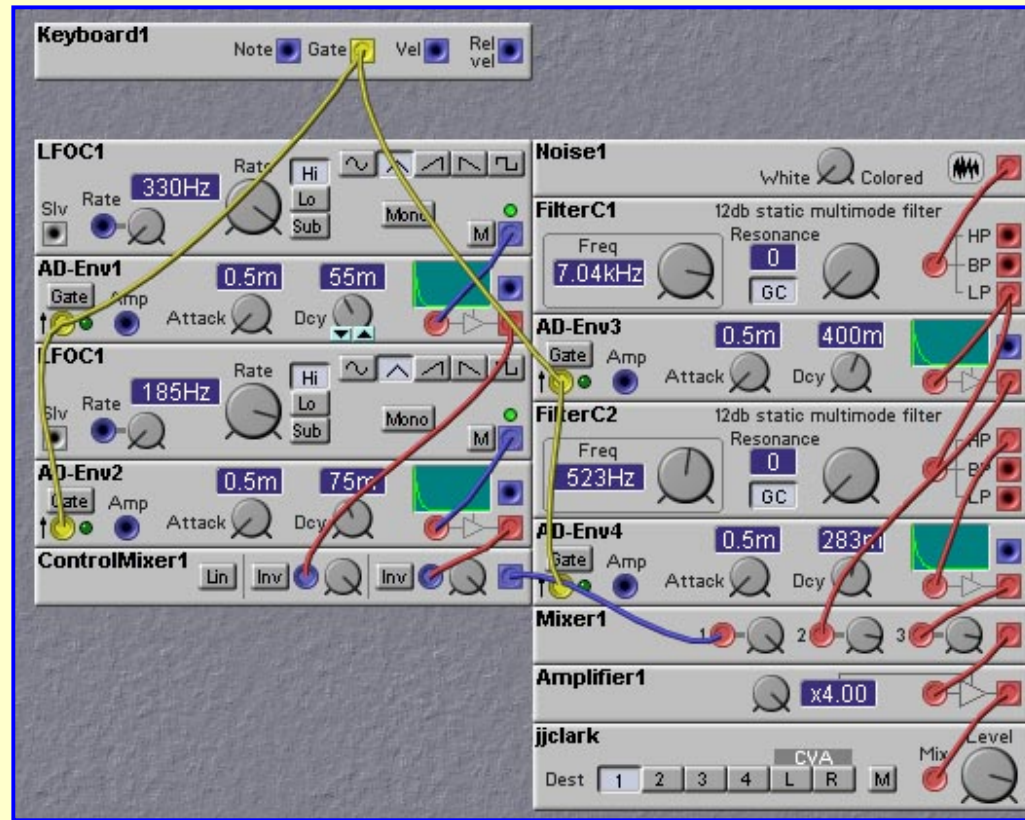 Keyboard1
Note Gate Vel Rel vel
LFOC1
Slv Rate 330Hz Rate Hi Lo Sub Mono M
AD-Env1
Gate Amp Attack 0.5m Dcy 55m
LFOC1
Slv Rate 185Hz Rate Hi Lo Sub Mono M
AD-Env2
Gate Amp Attack 0.5m Dcy 75m
ControlMixer1 Lin Inv Inv
Noise1
White Colored
FilterC1 12db static multimode filter
Freq 7.04kHz Resonance 0 GC HP BP LP
AD-Env3
Gate Amp Attack 0.5m Dcy 400m
FilterC2 12db static multimode filter
Freq 523Hz Resonance 0 GC HP BP LP
AD-Env4
Gate Amp Attack 0.5m Dcy 283m
Mixer1
1 2 3
Amplifier1
x4.00
jjclark
CVA Mix Level
Dest 1 2 3 4 L R M